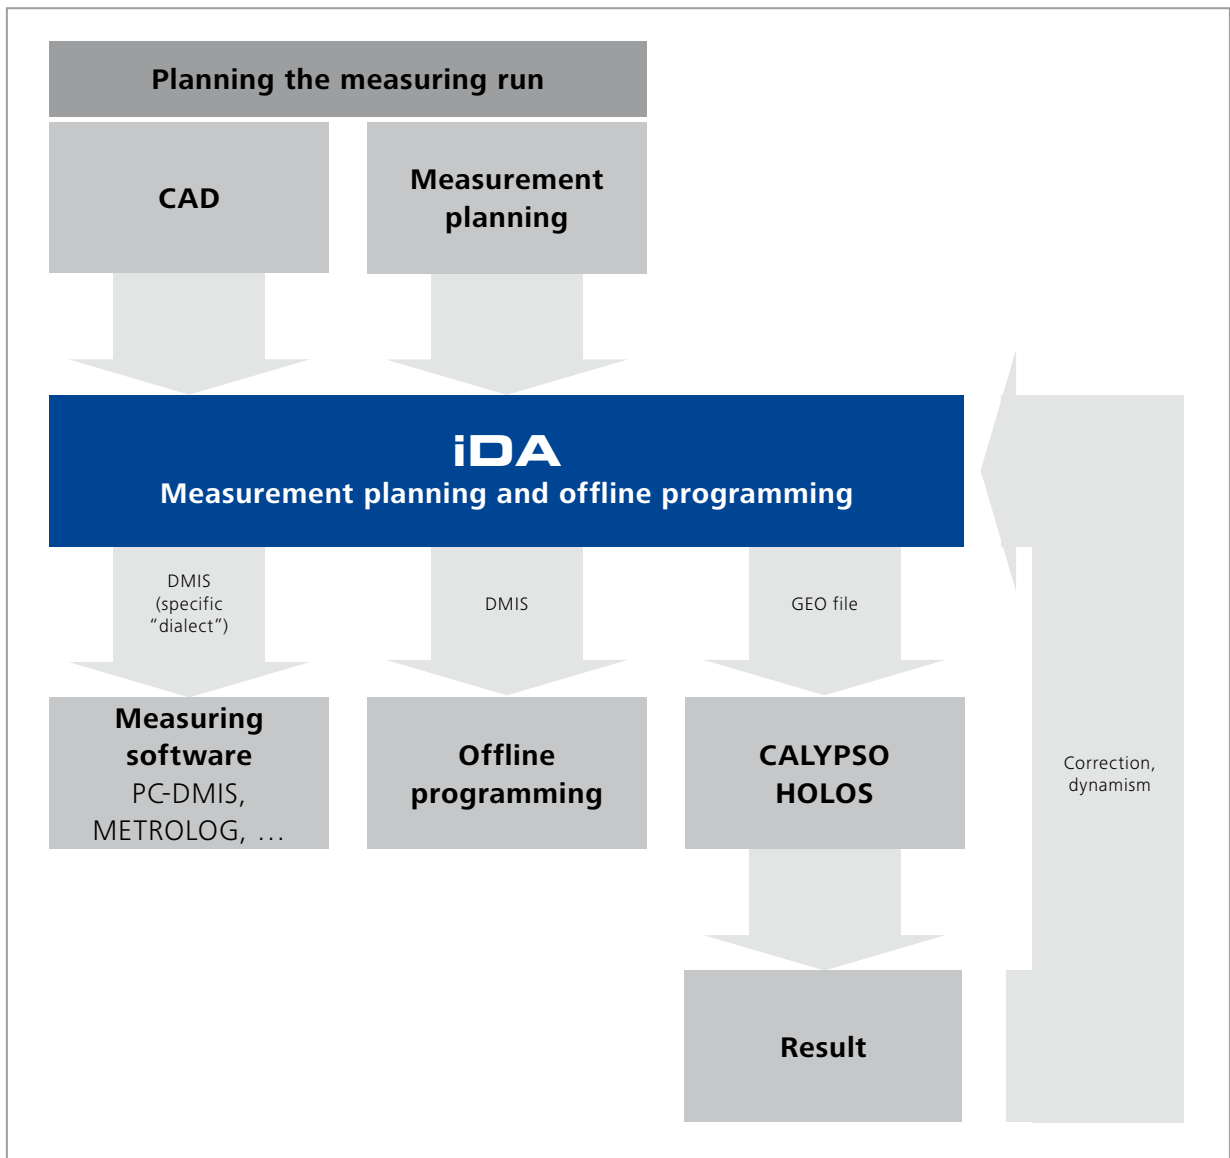 Planning the measuring run
CAD
Measurement
planning
iDA
Measurement planning and offline programming
DMIS
(specific
“dialect”)
DMIS
GEO file
Measuring
software
PC-DMIS,
METROLOG, …
Offline
programming
CALYPSO
HOLOS
Correction,
dynamism
Result